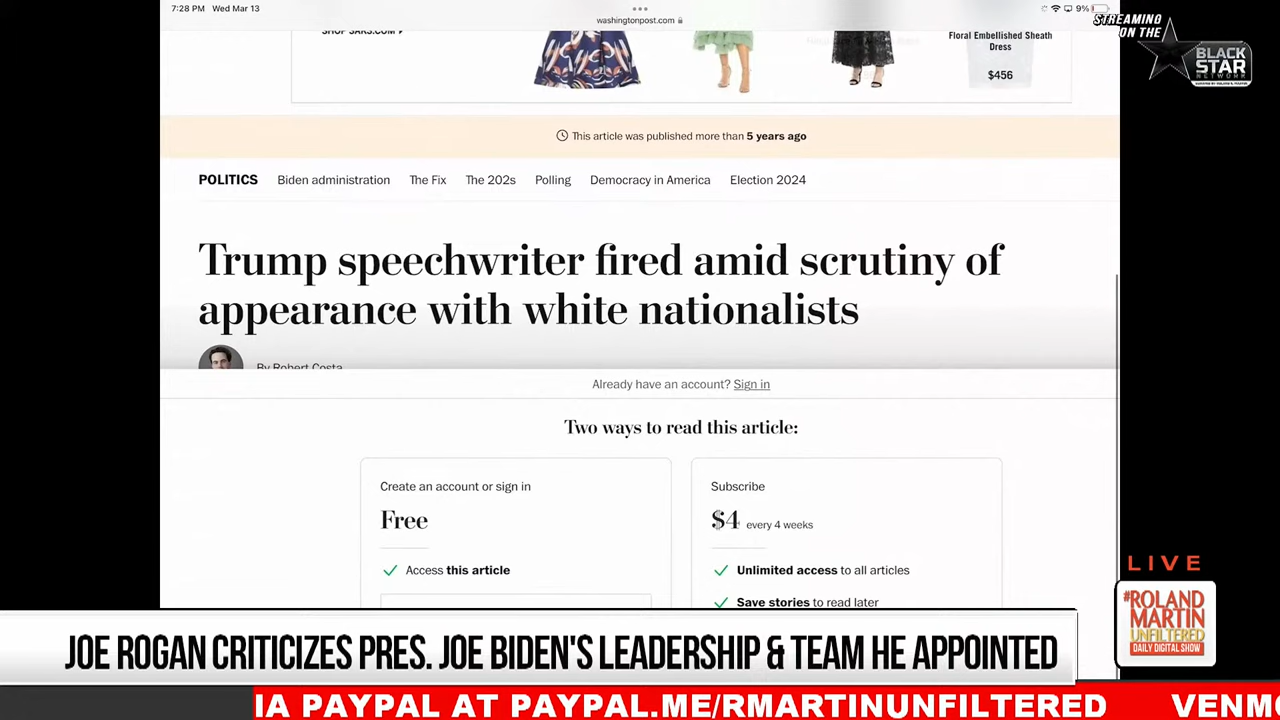 7:28 PM Wed Mar 13
washingtonpost.com
9%
STREAMING
ON THE
BLACK
STAR
NETWORK
Floral Embellished Sheath
Dress
$456
This article was published more than 5 years ago
POLITICS Biden administration The Fix The 202s Polling Democracy in America Election 2024
Trump speechwriter fired amid scrutiny of
appearance with white nationalists
By Robert Costa
Already have an account? Sign in
Two ways to read this article:
Create an account or sign in
Free
Access this article
Subscribe
$4 every 4 weeks
Unlimited access to all articles
Save stories to read later
LIVE
#ROLAND
MARTIN
UNFILTERED
DAILY DIGITAL SHOW
JOE ROGAN CRITICIZES PRES. JOE BIDEN'S LEADERSHIP & TEAM HE APPOINTED
IA PAYPAL AT PAYPAL.ME/RMARTINUNFILTERED VENM